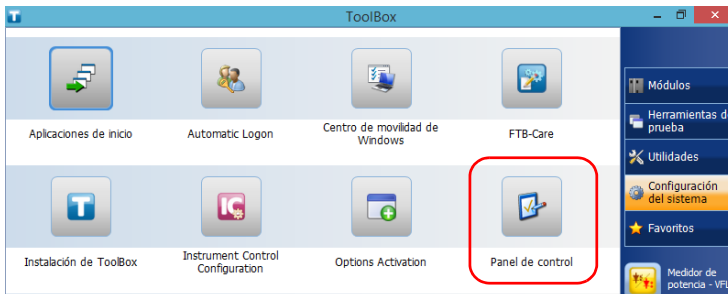 ToolBox
Aplicaciones de inicio
Automatic Logon
Centro de movilidad de
Windows
FTB-Care
Instalación de ToolBox
Instrument Control
Configuration
Options Activation
Panel de control
Módulos
Herramientas d
prueba
Utilidades
Configuración
del sistema
Favoritos
Medidor de
potencia - VFL